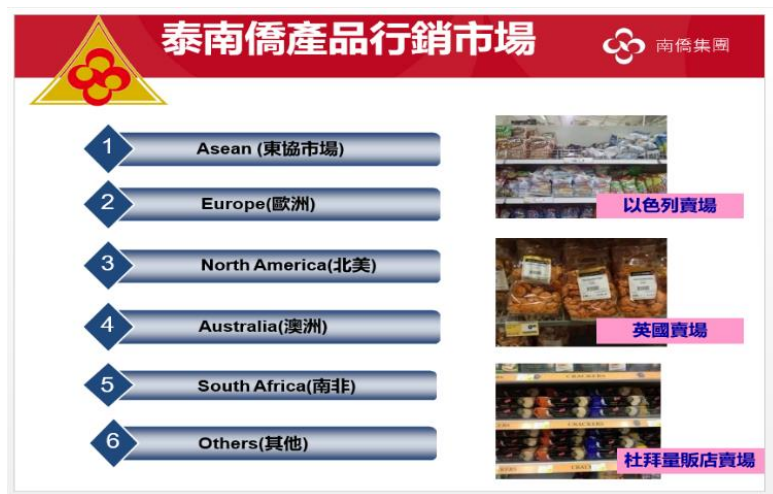 泰南僑產品行銷市場
南僑集團
1 Asean (東協市場)
2 Europe(歐洲)
3 North America(北美)
4 Australia(澳洲)
5 South Africa(南非)
6 Others(其他)
以色列賣場
英國賣場
CRACKERS
CRACKERS
杜拜量販店賣場